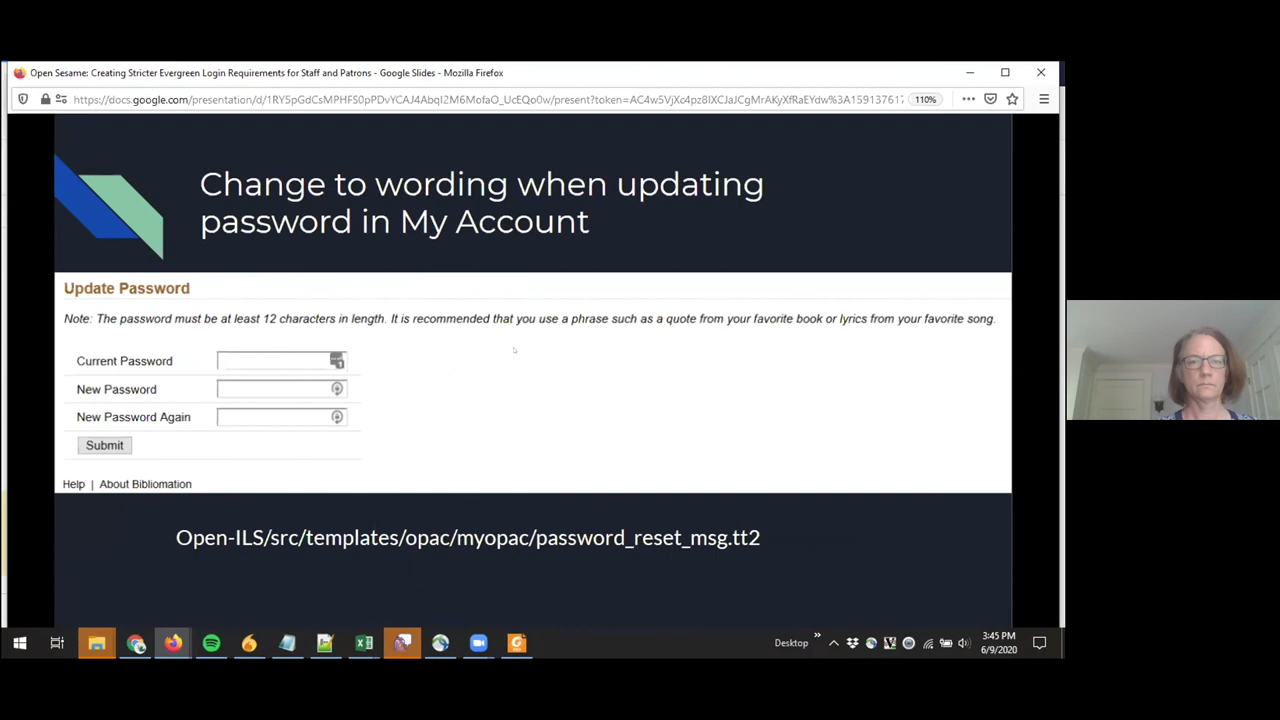 Open Sesame: Creating Stricter Evergreen Login Requirements for Staff and Patrons - Google Slides - Mozilla Firefox
110%
Change to wording when updating
password in My Account
Update Password
Note: The password must be at least 12 characters in length. It is recommended that you use a phrase such as a quote from your favorite book or lyrics from your favorite song.
Current Password
New Password
New Password Again
Submit
Help | About Bibliomation
Open-ILS/src/templates/opac/myopac/password_reset_msg.tt2
Desktop
3:45 PM
6/9/2020